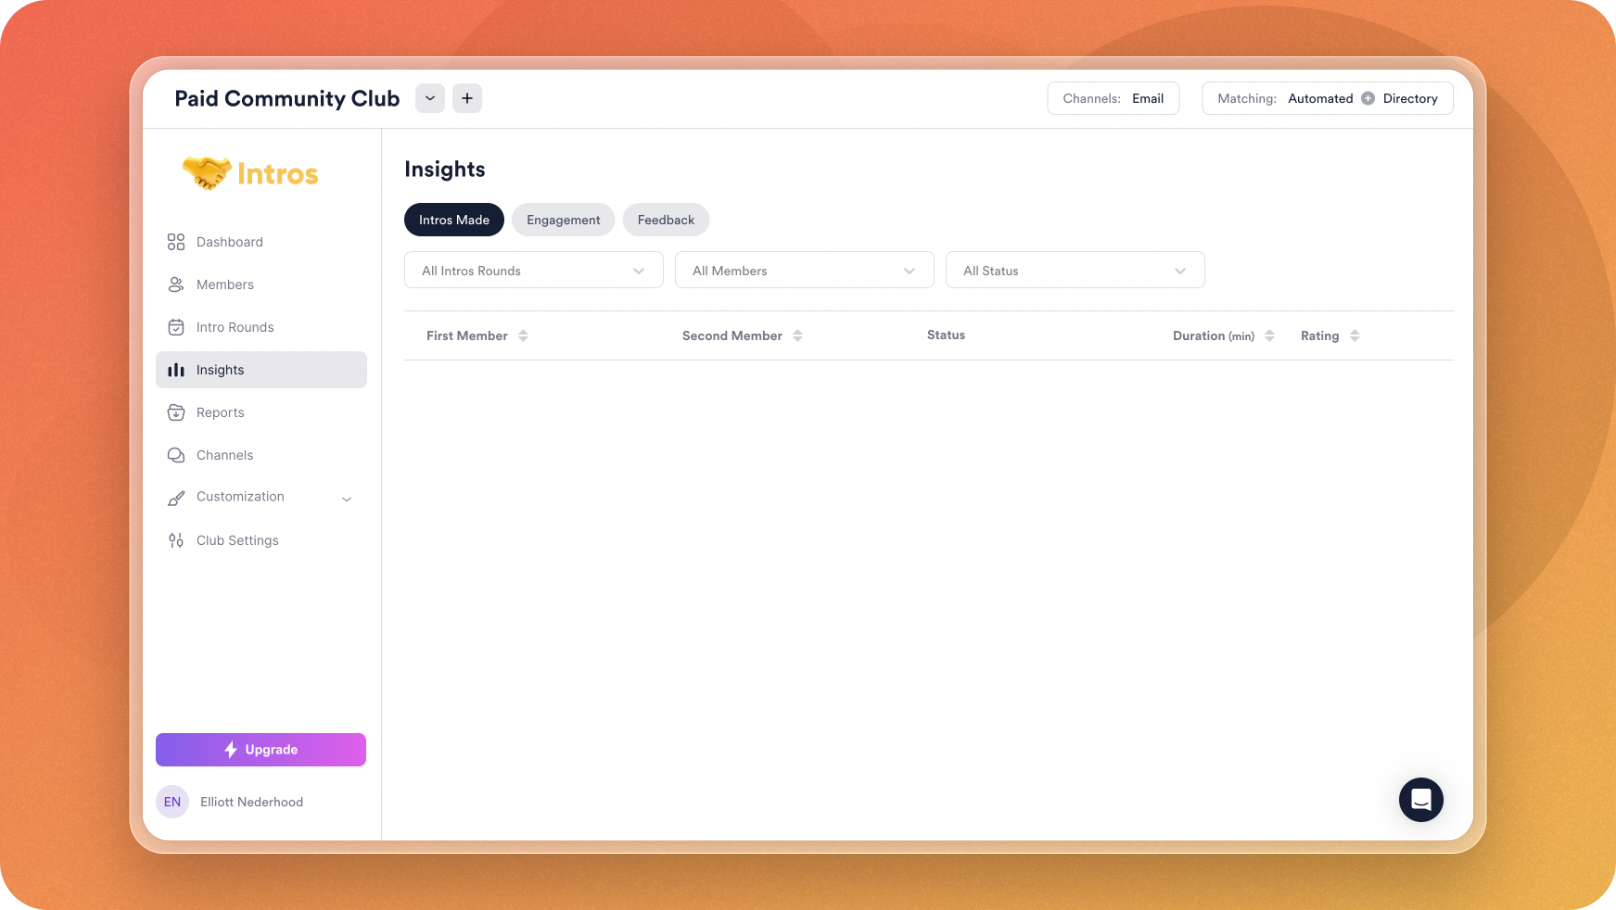 Paid Community Club
Channels: Email
Matching: Automated Directory
Intros
Dashboard
Members
Intro Rounds
Insights
Reports
Channels
Customization
Club Settings
Upgrade
EN Elliott Nederhood
Insights
Intros Made Engagement Feedback
All Intros Rounds All Members All Status
First Member Second Member Status Duration (min) Rating